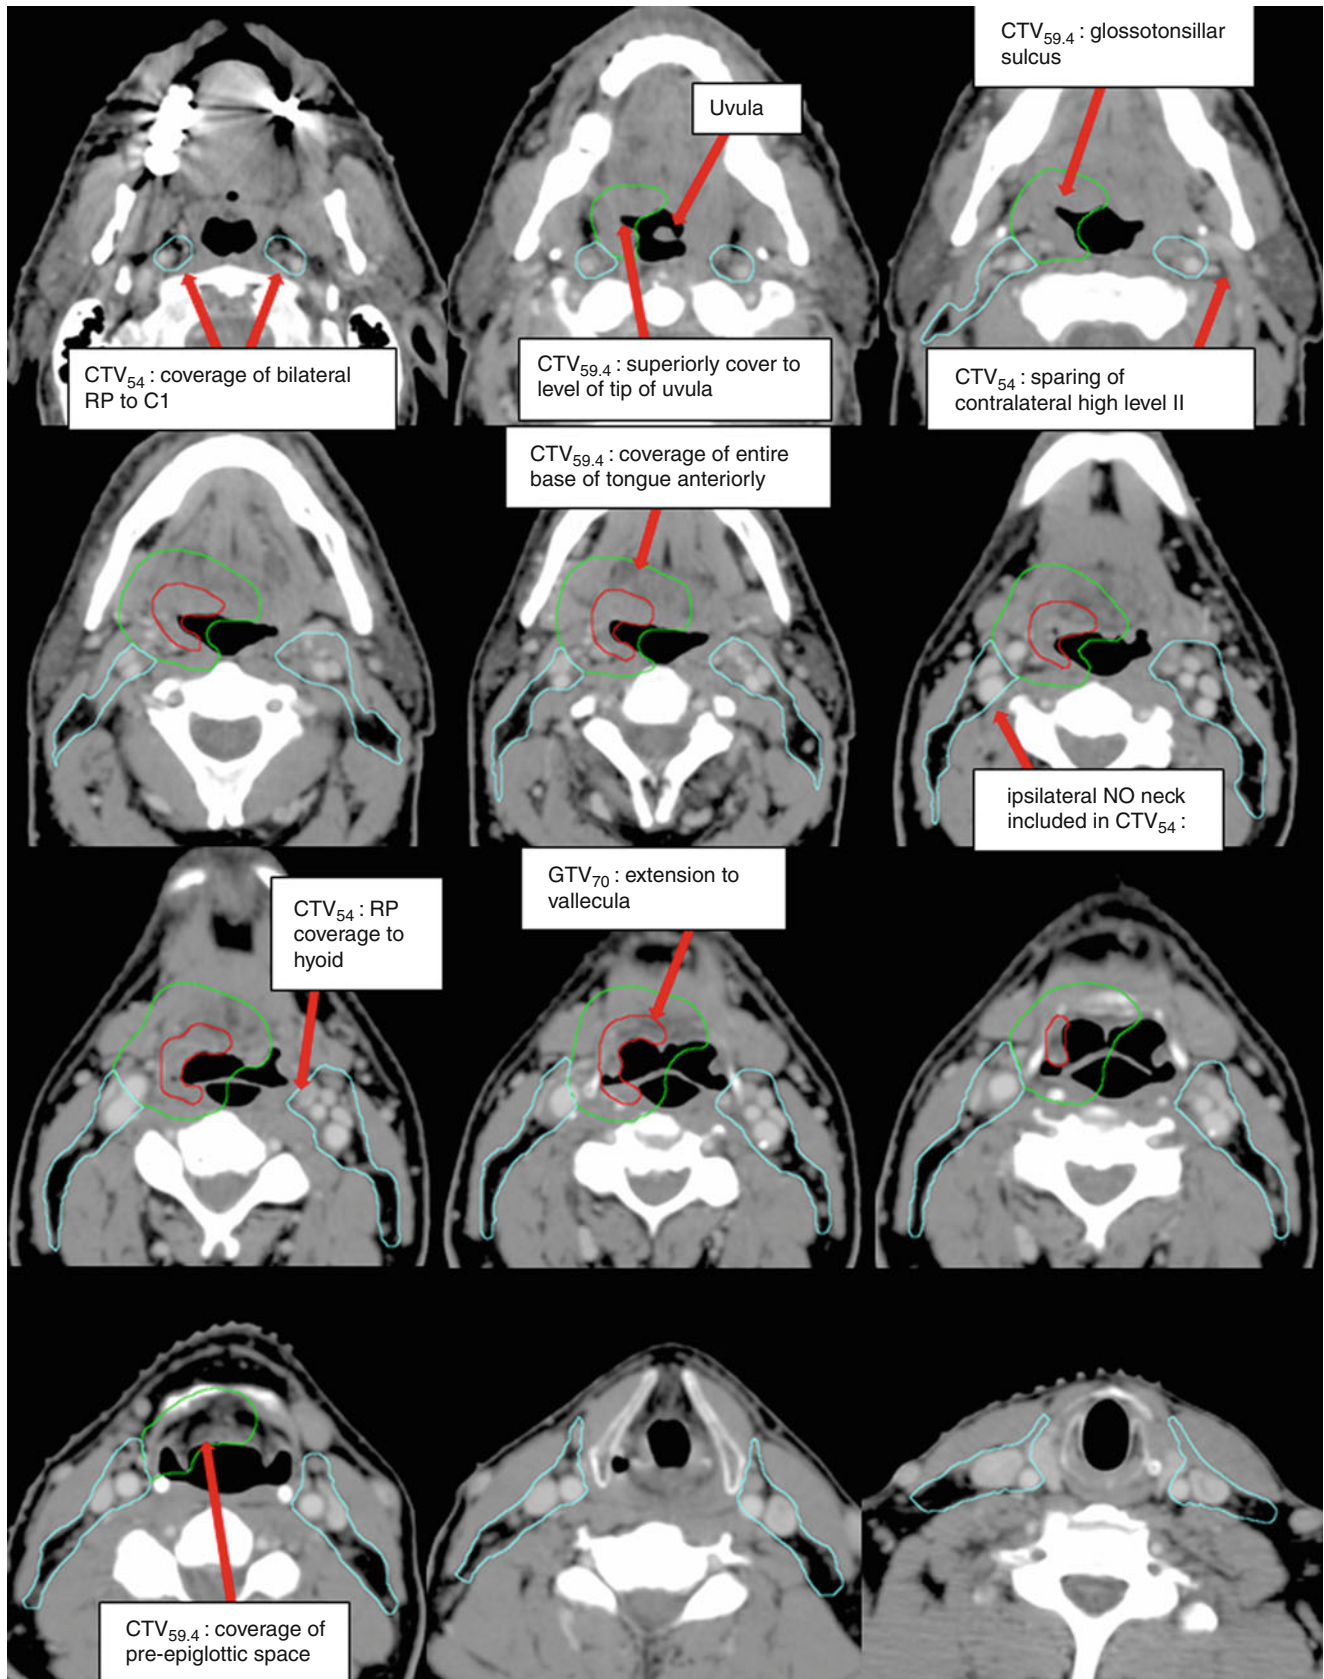 CTV59.4 : glossotonsillar
sulcus
Uvula
CTV54 : coverage of bilateral
RP to C1
CTV59.4 : superiorly cover to
level of tip of uvula
CTV54 : sparing of
contralateral high level II
CTV59.4 : coverage of entire
base of tongue anteriorly
ipsilateral NO neck
included in CTV54 :
CTV54 : RP
coverage to
hyoid
GTV70 : extension to
vallecula
CTV59.4 : coverage of
pre-epiglottic space